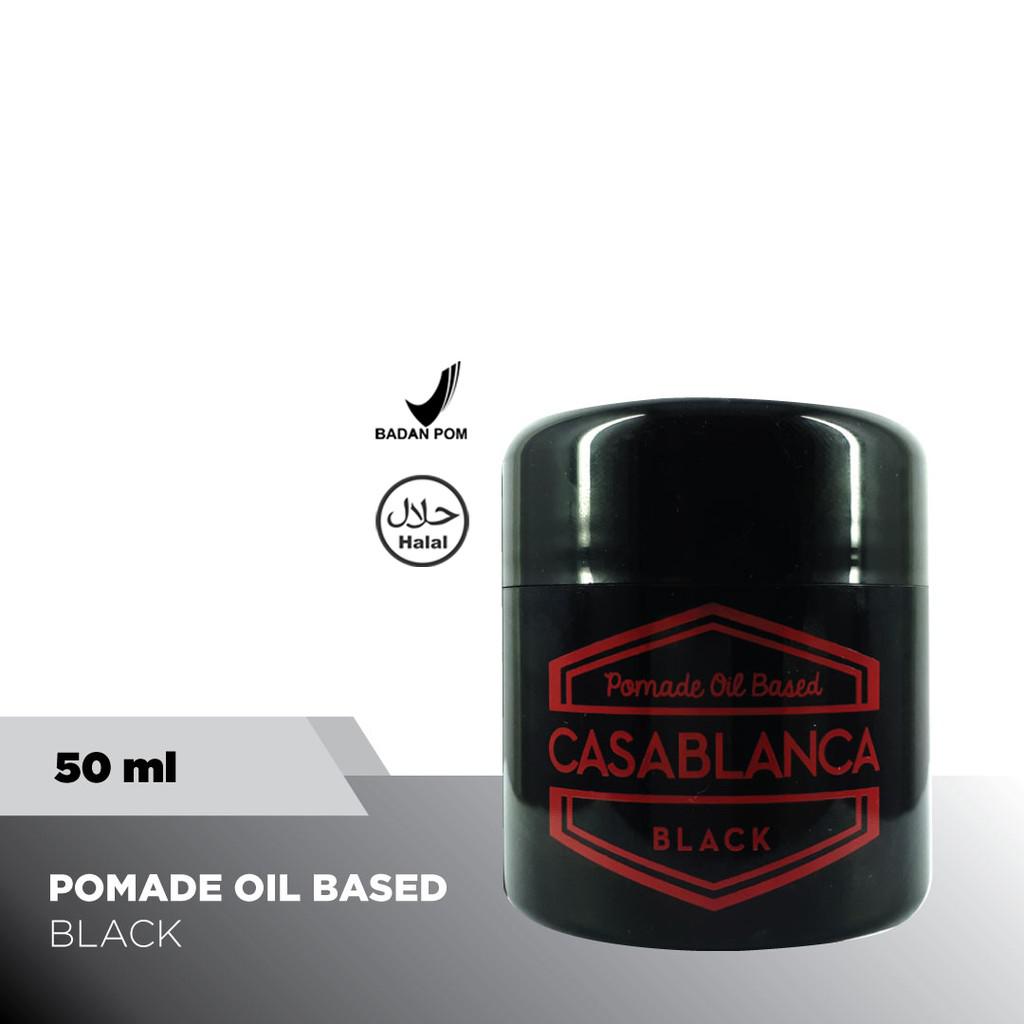 BADAN POM
حلال
Halal
Pomade Oil Based
CASABLANCA
BLACK
50 ml
POMADE OIL BASED
BLACK